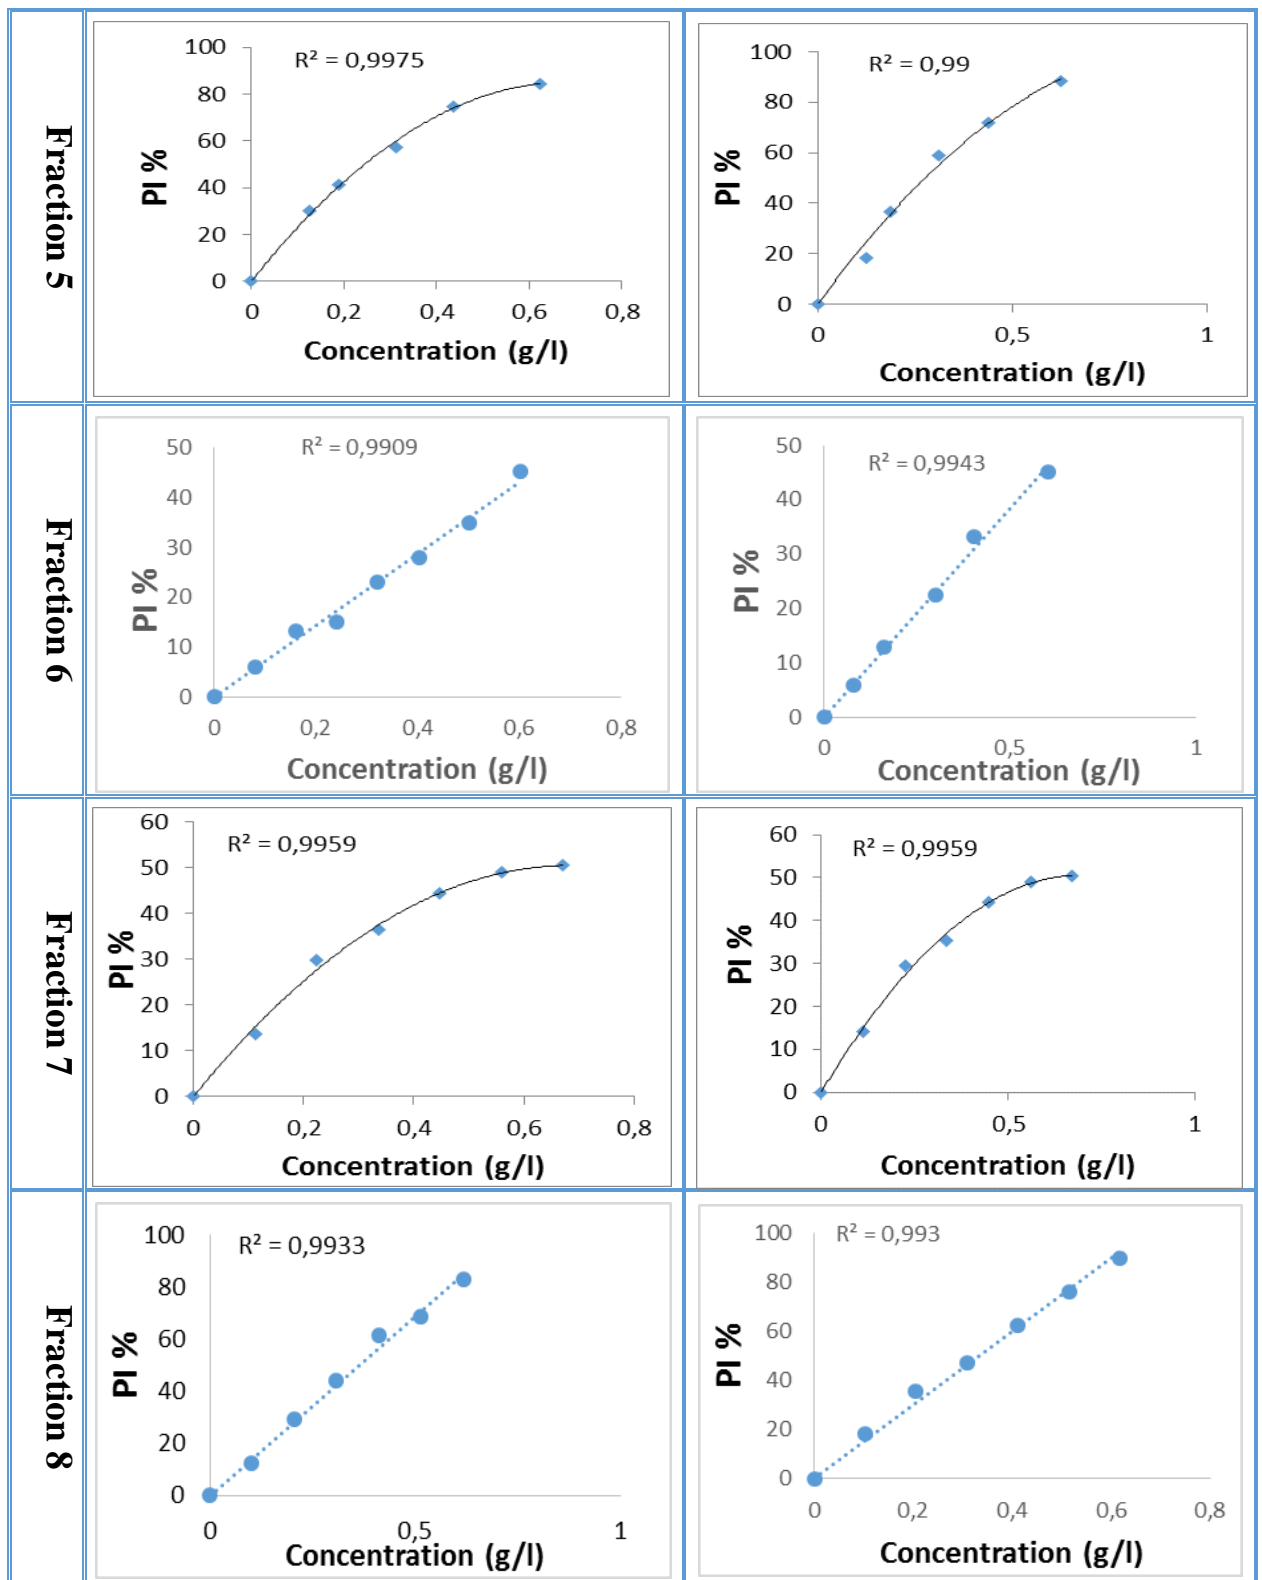 Fraction 5
R² = 0,9975
PI %
100
80
60
40
20
0
0 0,2 0,4 0,6 0,8
Concentration (g/l)
R² = 0,99
PI %
100
80
60
40
20
0
0 0,5 1
Concentration (g/l)
Fraction 6
R² = 0,9909
PI %
50
40
30
20
10
0
0 0,2 0,4 0,6 0,8
Concentration (g/l)
R² = 0,9943
PI %
50
40
30
20
10
0
0 0,5 1
Concentration (g/l)
Fraction 7
R² = 0,9959
PI %
60
50
40
30
20
10
0
0 0,2 0,4 0,6 0,8
Concentration (g/l)
R² = 0,9959
PI %
60
50
40
30
20
10
0
0 0,5 1
Concentration (g/l)
Fraction 8
R² = 0,9933
PI %
100
80
60
40
20
0
0 0,5 1
Concentration (g/l)
R² = 0,993
PI %
100
80
60
40
20
0
0 0,2 0,4 0,6 0,8
Concentration (g/l)